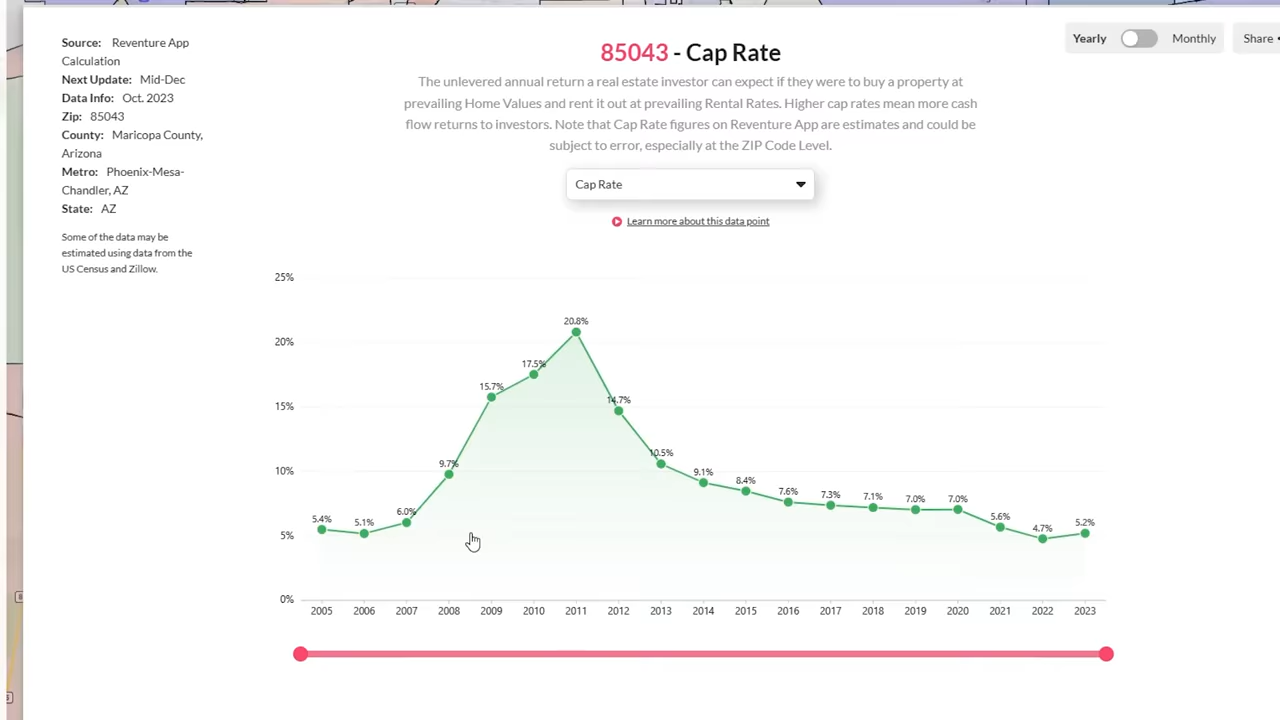 Source: Reventure App
Calculation
Next Update: Mid-Dec
Data Info: Oct. 2023
Zip: 85043
County: Maricopa County,
Arizona
Metro: Phoenix-Mesa-
Chandler, AZ
State: AZ
Some of the data may be
estimated using data from the
US Census and Zillow.
85043 - Cap Rate
Yearly Monthly Share
The unlevered annual return a real estate investor can expect if they were to buy a property at
prevailing Home Values and rent it out at prevailing Rental Rates. Higher cap rates mean more cash
flow returns to investors. Note that Cap Rate figures on Reventure App are estimates and could be
subject to error, especially at the ZIP Code Level.
Cap Rate
Learn more about this data point
25%
20%
15%
10%
5%
0%
5.4% 5.1% 6.0% 9.7% 15.7% 17.5% 20.8% 14.7% 10.5% 9.1% 8.4% 7.6% 7.3% 7.1% 7.0% 7.0% 5.6% 4.7% 5.2%
2005 2006 2007 2008 2009 2010 2011 2012 2013 2014 2015 2016 2017 2018 2019 2020 2021 2022 2023